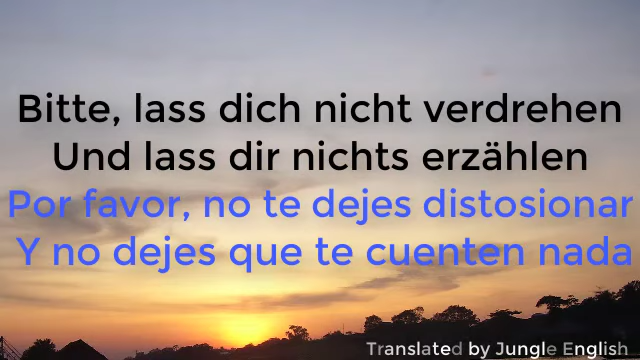 Bitte, lass dich nicht verdrehen
Und lass dir nichts erzählen
Por favor, no te dejes distosionar
Y no dejes que te cuenten nada
Translated by Jungle English